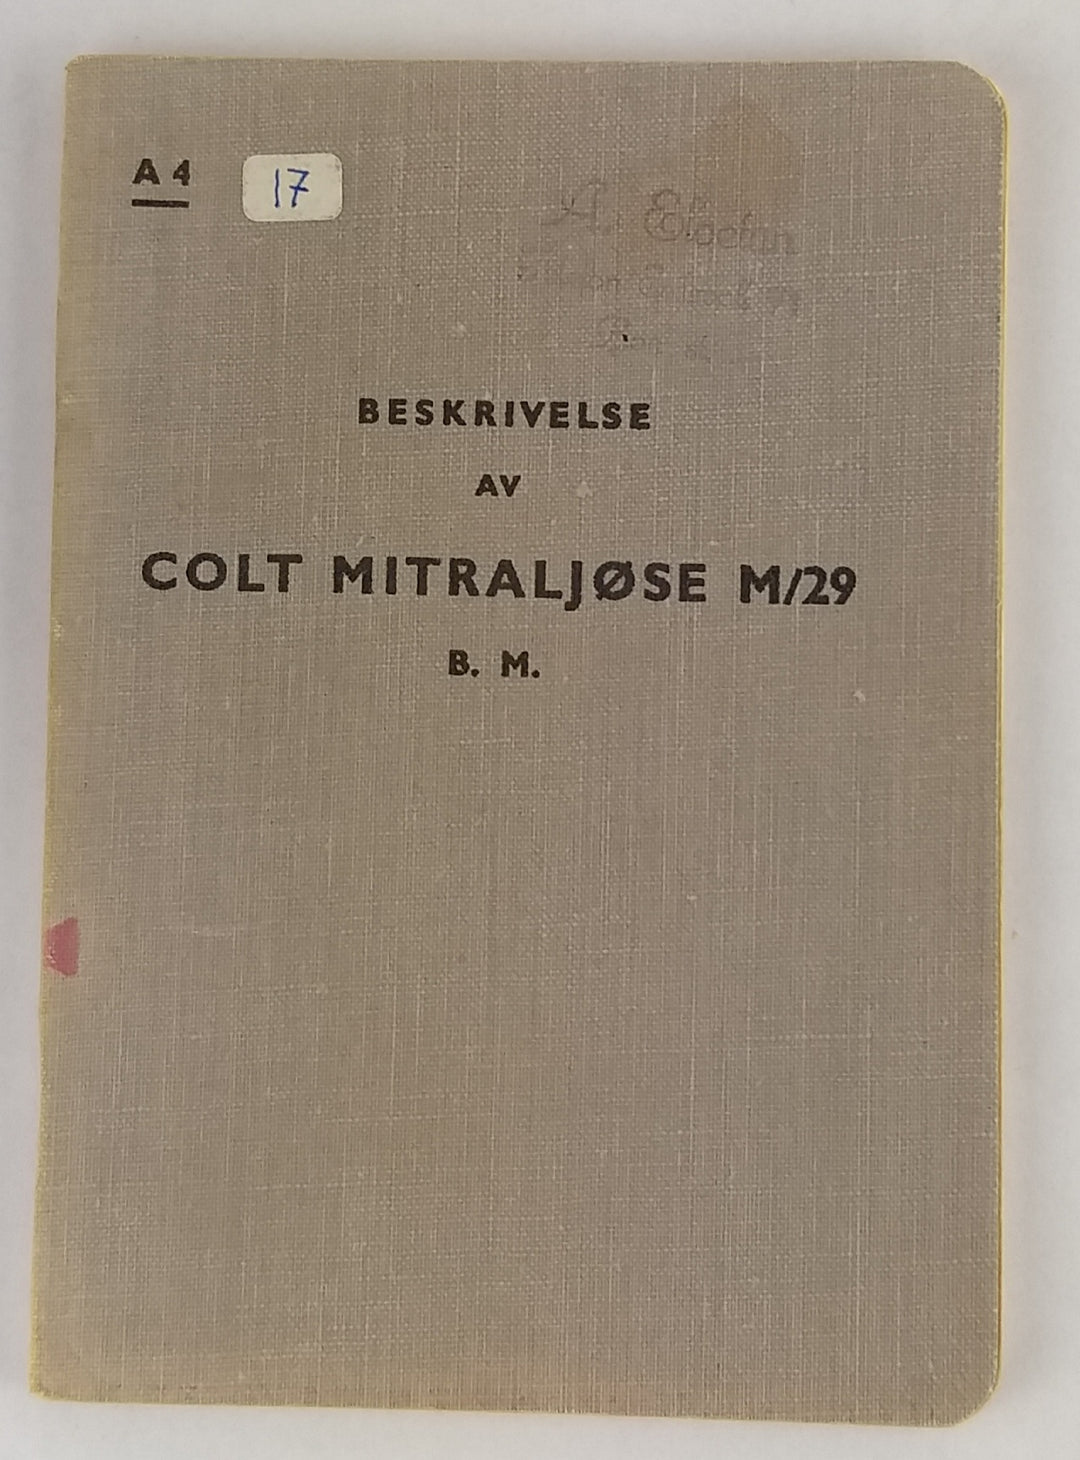 A 4
17
A.
BESKRIVELSE
AV
COLT MITRALJØSE M/29
B. M.